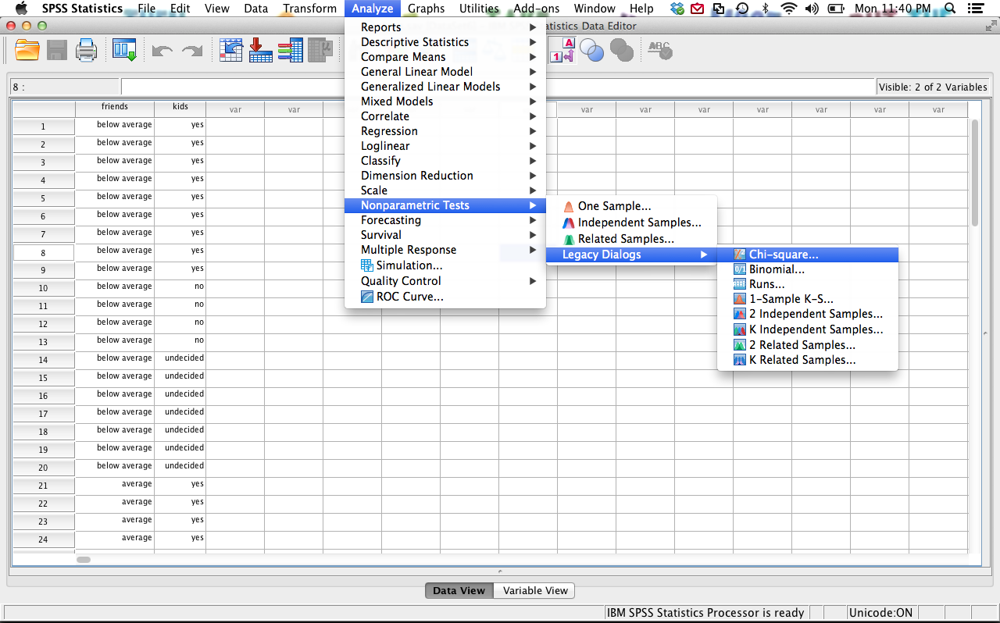 SPSS Statistics File Edit View Data Transform Analyze Graphs Utilities Add-ons Window Help Mon 11:40 PM
Statistics Data Editor
8 :
Visible: 2 of 2 Variables
friends kids var var var var var var var var var
1 below average yes
2 below average yes
3 below average yes
4 below average yes
5 below average yes
6 below average yes
7 below average yes
8 below average yes
9 below average yes
10 below average no
11 below average no
12 below average no
13 below average no
14 below average undecided
15 below average undecided
16 below average undecided
17 below average undecided
18 below average undecided
19 below average undecided
20 below average undecided
21 average yes
22 average yes
23 average yes
24 average yes
Reports
Descriptive Statistics
Compare Means
General Linear Model
Generalized Linear Models
Mixed Models
Correlate
Regression
Loglinear
Classify
Dimension Reduction
Scale
Nonparametric Tests
Forecasting
Survival
Multiple Response
Simulation...
Quality Control
ROC Curve...
One Sample...
Independent Samples...
Related Samples...
Legacy Dialogs
Chi-square...
Binomial...
Runs...
1-Sample K-S...
2 Independent Samples...
K Independent Samples...
2 Related Samples...
K Related Samples...
Data View Variable View
IBM SPSS Statistics Processor is ready Unicode:ON